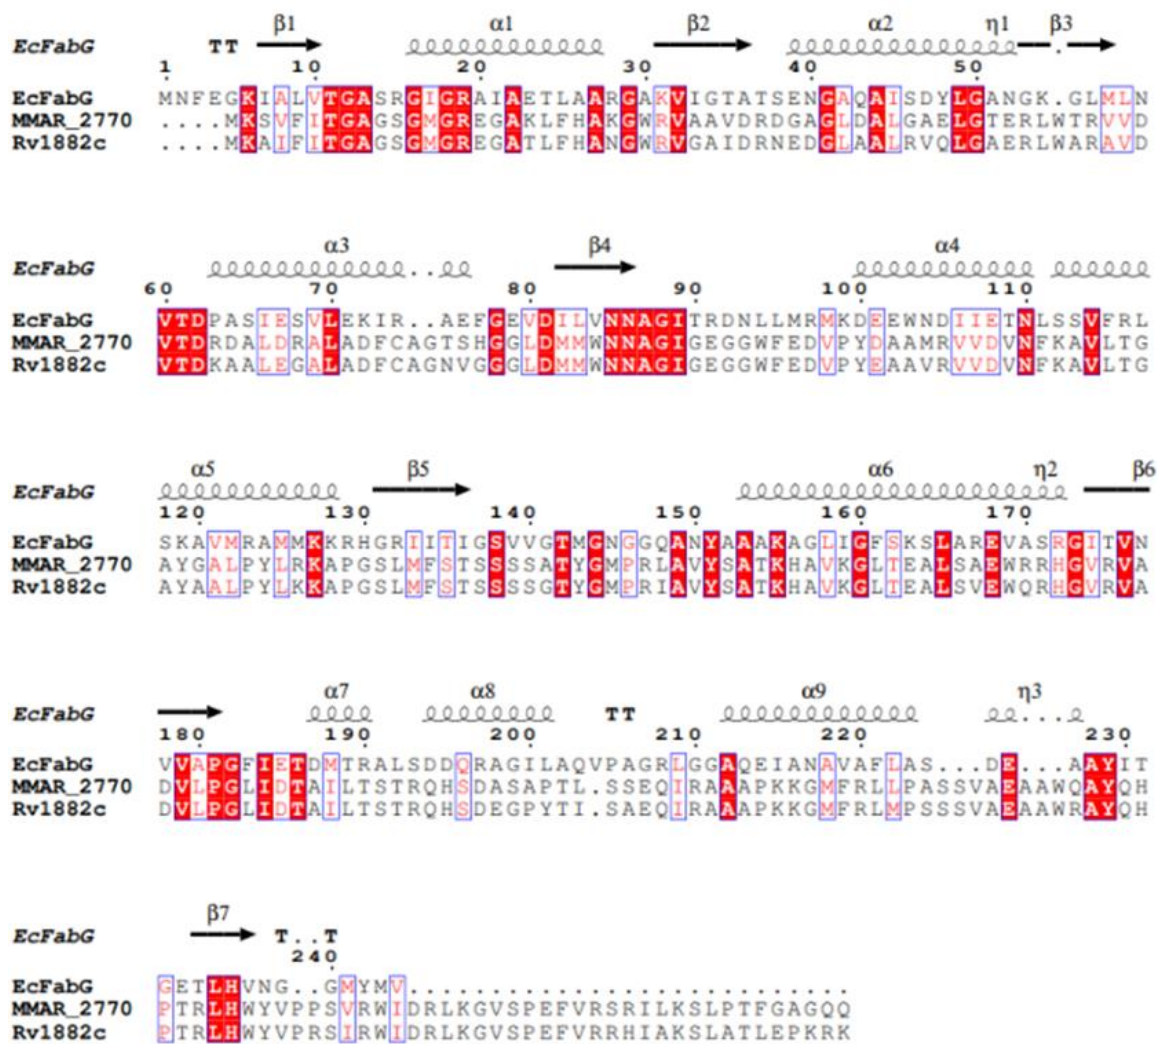 β1 α1 β2 α2 η1 β3
EcFabG TT
1 10 20 30 40 50
EcFabG MNFEGKIALVTGASRGIGRAIAETLAARGAKVIGTATSENGAQAISDYLGANGK.GLMLN
MMAR_2770 ....MKSVFITGAGSGMGREGAKLFHAKGWRVAAVDRDGAGLDALGAELGTERLWTRVVD
Rv1882c ....MKAIFITGAGSGMGREGATLFHANGWRVGAIDRNEDGLAALRVQLGAERLWARAVD
α3 β4 α4
EcFabG
60 70 80 90 100 110
EcFabG VTDPASIESVLEKIR..AEFGEVDILVNNAGITRDNLLMRMKDEEWNDIIETNLSSVFRL
MMAR_2770 VTDRDALDRALADFCAGTSHGGLDMMWNNAGIGEGGWFEDVPYDAAMRVVDVNFKAVLTG
Rv1882c VTDKAALEGALADFCAGNVGGGLDMMWNNAGIGEGGWFEDVPYEAAVRVVDVNFKAVLTG
α5 β5 α6 η2 β6
EcFabG
120 130 140 150 160 170
EcFabG SKAVMRAMMKKRHGRIITIGSVVGTMGNGGQANYAAAKAGLIGFSKSLAREVASRGITVN
MMAR_2770 AYGALPYLRKAPGSLMFSTSSSSATYGMPRLAVYSATKHAVKGLTEALSAEWRRHGVRVA
Rv1882c AYAALPYLKKAPGSLMFSTSSSSGTYGMPRIAVYSATKHAVKGLTEALSVEWQRHGVRVA
α7 α8 α9 η3
EcFabG TT
180 190 200 210 220 230
EcFabG VVAPGFIETDMTRALSDDQRAGILAQVPAGRLGGAQEIANAVAFLAS...DE...AAYIT
MMAR_2770 DVLPGLIDTAILTSTRQHSDASAPTL.SSAEQIRAAAPKKGMFRLLPASSVAEAAWQAYQH
Rv1882c DVLPGLIDTAILTSTRQHSDEGPYTI.SAEQIRAAAPKKGMFRLMPSSSVAEAAWRAYQH
β7
EcFabG T..T
240
EcFabG GETLHVNG..GMYMV...........................
MMAR_2770 PTRLHWYVPPSVRWIDRLKGVSPEFVRSRILKSLPTFGAGQQ
Rv1882c PTRLHWYVPRSIRWIDRLKGVSPEFVRRHIAKSLATLEPKRK